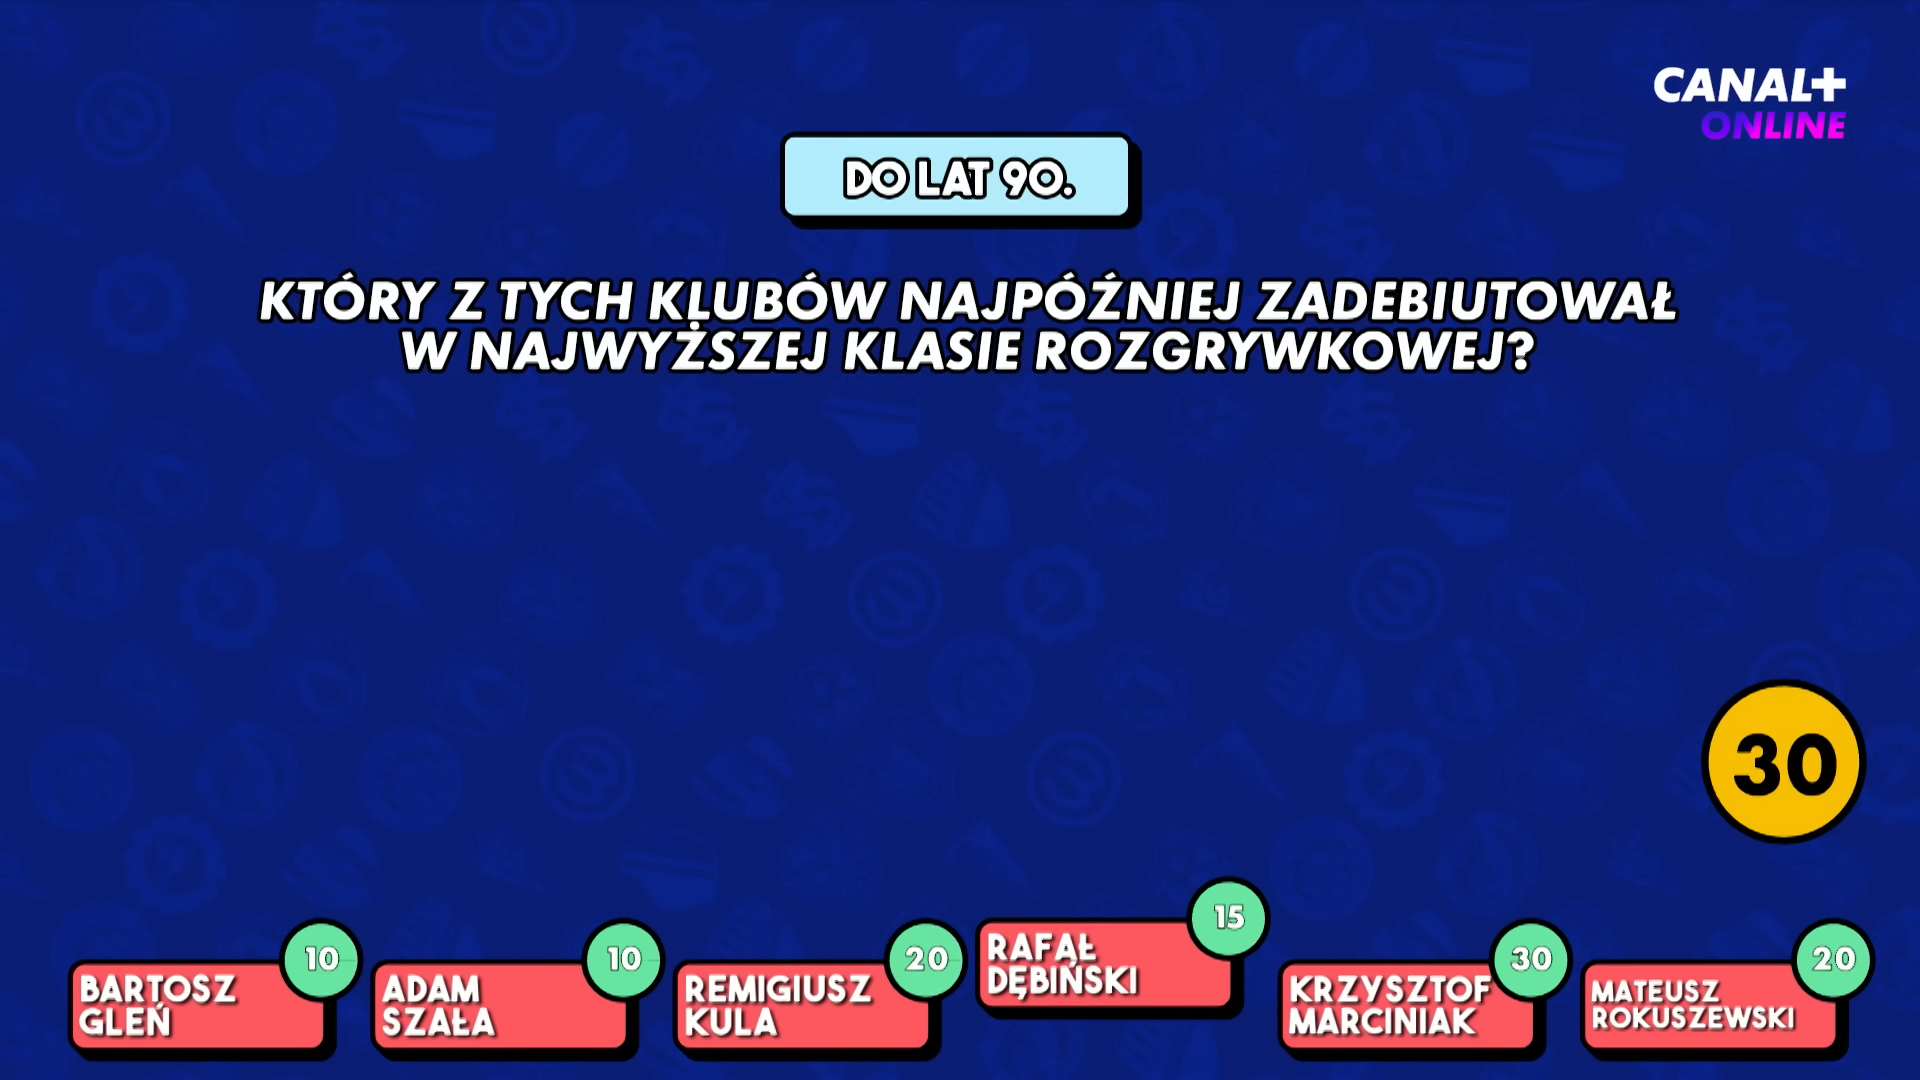 CANAL+
ONLINE
DO LAT 90.
KTÓRY Z TYCH KLUBÓW NAJPÓŹNIEJ ZADEBIUTOWAŁ
W NAJWYŻSZEJ KLASIE ROZGRYWKOWEJ?
30
10
BARTOSZ
GLEŃ
10
ADAM
SZAŁA
20
REMIGIUSZ
KULA
15
RAFAŁ
DĘBIŃSKI
30
KRZYSZTOF
MARCINIAK
20
MATEUSZ
ROKUSZEWSKI